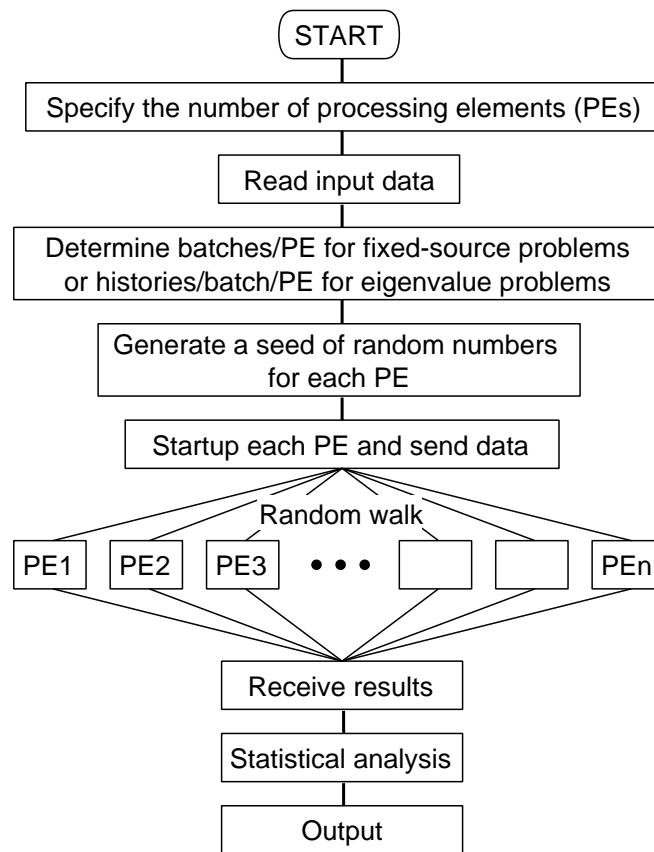 START
Specify the number of processing elements (PEs)
Read input data
Determine batches/PE for fixed-source problems
or histories/batch/PE for eigenvalue problems
Generate a seed of random numbers
for each PE
Startup each PE and send data
Random walk
PE1 PE2 PE3 • • • PEn
Receive results
Statistical analysis
Output